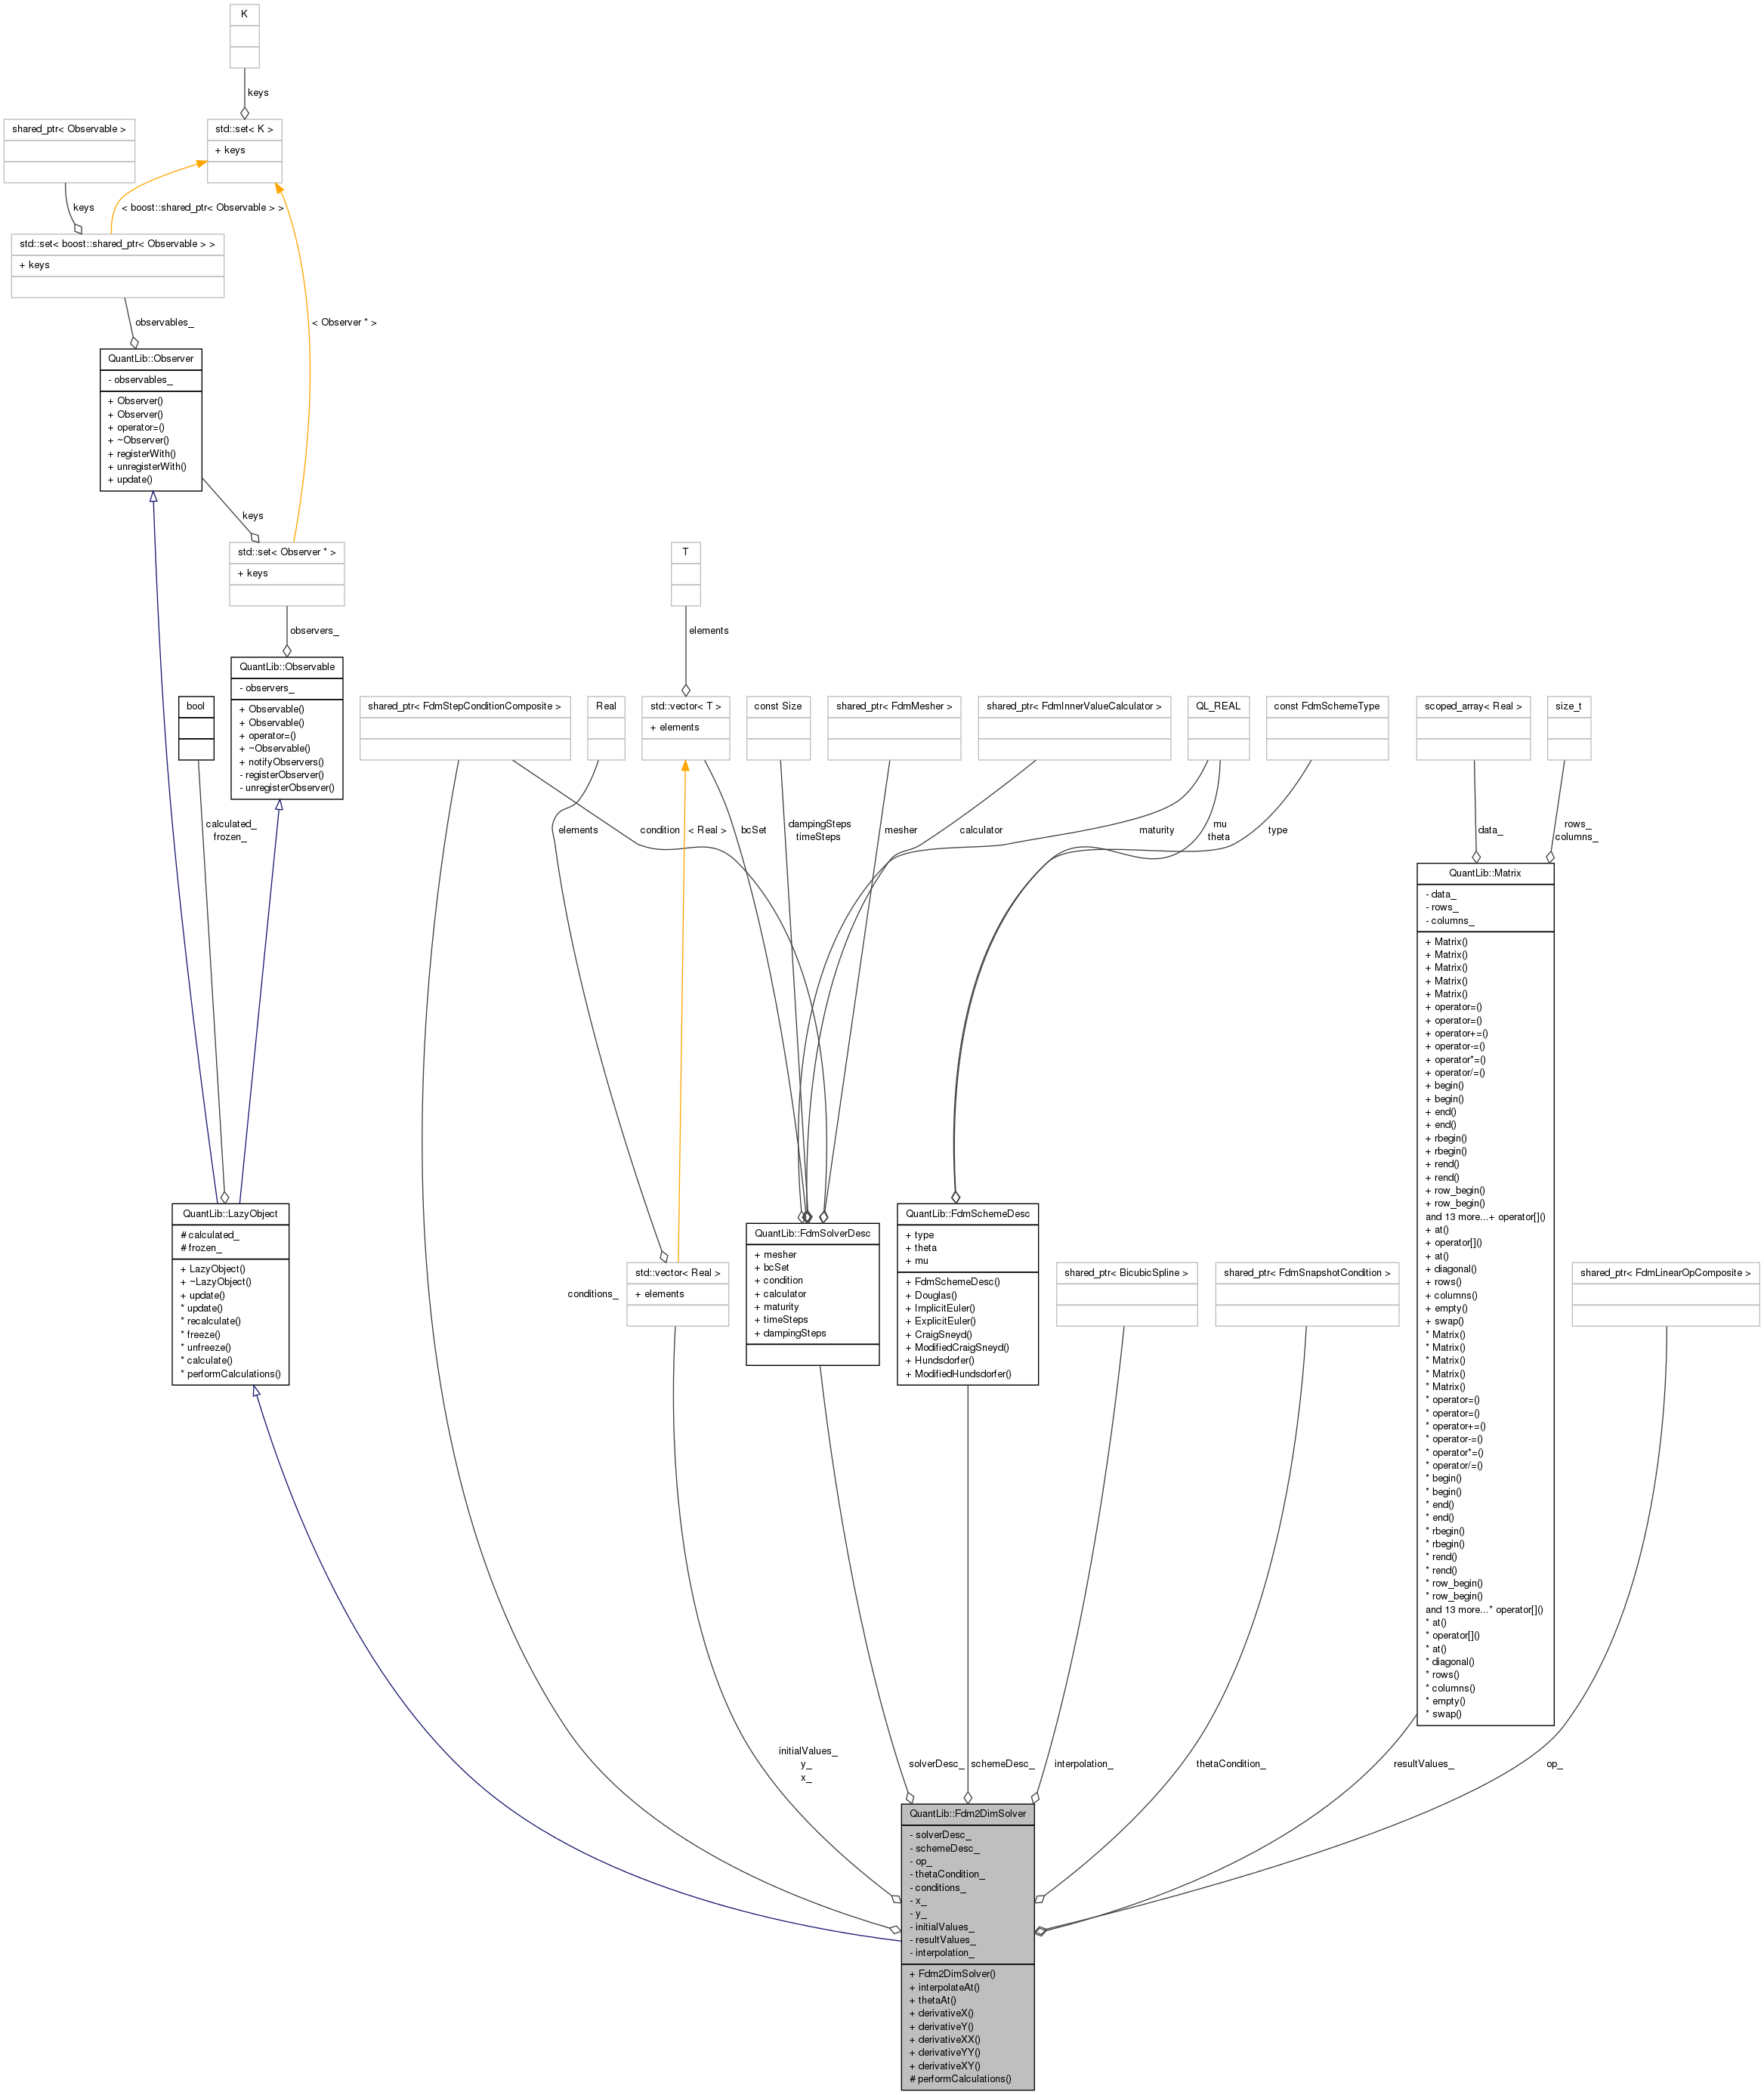 K
keys
shared_ptr< Observable >
std::set< K >
+ keys
keys
< boost::shared_ptr< Observable > >
std::set< boost::shared_ptr< Observable > >
+ keys
observables_
< Observer * >
QuantLib::Observer
- observables_
+ Observer()
+ Observer()
+ operator=()
+ ~Observer()
+ registerWith()
+ unregisterWith()
+ update()
keys
std::set< Observer * >
+ keys
T
observers_
elements
QuantLib::Observable
- observers_
+ Observable()
+ Observable()
+ operator=()
+ ~Observable()
+ notifyObservers()
- registerObserver()
- unregisterObserver()
bool
shared_ptr< FdmStepConditionComposite >
Real
std::vector< T >
+ elements
const Size
shared_ptr< FdmMesher >
shared_ptr< FdmInnerValueCalculator >
QL_REAL
const FdmSchemeType
scoped_array< Real >
size_t
calculated_
frozen_
elements
condition
< Real >
bcSet
dampingSteps
timeSteps
mesher
calculator
maturity
mu
theta
type
data_
rows_
columns_
QuantLib::Matrix
- data_
- rows_
- columns_
+ Matrix()
+ Matrix()
+ Matrix()
+ Matrix()
+ Matrix()
+ operator=()
+ operator=()
+ operator+=()
+ operator-=()
+ operator*=()
+ operator/=()
+ begin()
+ begin()
+ end()
+ end()
+ rbegin()
+ rbegin()
+ rend()
+ rend()
+ row_begin()
+ row_begin()
and 13 more...+ operator[]()
+ at()
+ operator[]()
+ at()
+ diagonal()
+ rows()
+ columns()
+ empty()
+ swap()
* Matrix()
* Matrix()
* Matrix()
* Matrix()
* Matrix()
* operator=()
* operator=()
* operator+=()
* operator-=()
* operator*=()
* operator/=()
* begin()
* begin()
* end()
* end()
* rbegin()
* rbegin()
* rend()
* rend()
* row_begin()
* row_begin()
and 13 more...* operator[]()
* at()
* operator[]()
* at()
* diagonal()
* rows()
* columns()
* empty()
* swap()
QuantLib::LazyObject
# calculated_
# frozen_
+ LazyObject()
+ ~LazyObject()
+ update()
* update()
* recalculate()
* freeze()
* unfreeze()
* calculate()
* performCalculations()
conditions_
std::vector< Real >
+ elements
QuantLib::FdmSolverDesc
+ mesher
+ bcSet
+ condition
+ calculator
+ maturity
+ timeSteps
+ dampingSteps
QuantLib::FdmSchemeDesc
+ type
+ theta
+ mu
+ FdmSchemeDesc()
+ Douglas()
+ ImplicitEuler()
+ ExplicitEuler()
+ CraigSneyd()
+ ModifiedCraigSneyd()
+ Hundsdorfer()
+ ModifiedHundsdorfer()
shared_ptr< BicubicSpline >
shared_ptr< FdmSnapshotCondition >
shared_ptr< FdmLinearOpComposite >
initialValues_
y_
x_
solverDesc_
schemeDesc_
interpolation_
thetaCondition_
resultValues_
op_
QuantLib::Fdm2DimSolver
- solverDesc_
- schemeDesc_
- op_
- thetaCondition_
- conditions_
- x_
- y_
- initialValues_
- resultValues_
- interpolation_
+ Fdm2DimSolver()
+ interpolateAt()
+ thetaAt()
+ derivativeX()
+ derivativeY()
+ derivativeXX()
+ derivativeYY()
+ derivativeXY()
# performCalculations()